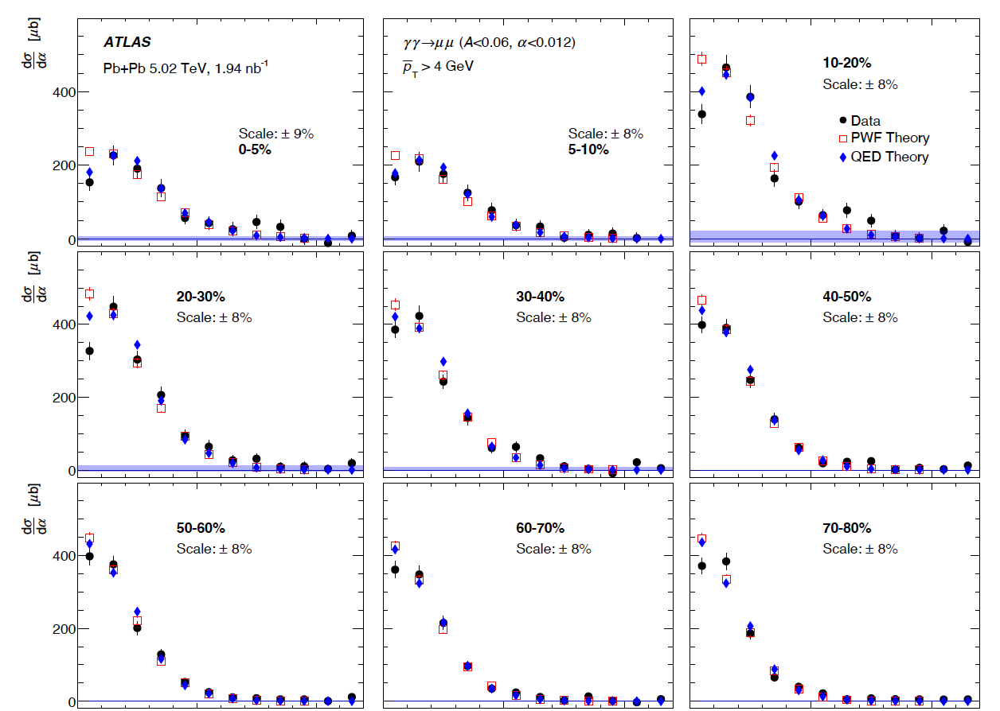 dσ/dα [μb]
ATLAS
Pb+Pb 5.02 TeV, 1.94 nb⁻¹
Scale: ± 9%
0-5%
400
200
0
γγ→μμ (A<0.06, α<0.012)
p̅_T > 4 GeV
Scale: ± 8%
5-10%
10-20%
Scale: ± 8%
Data
PWF Theory
QED Theory
dσ/dα [μb]
20-30%
Scale: ± 8%
400
200
0
30-40%
Scale: ± 8%
40-50%
Scale: ± 8%
dσ/dα [μb]
50-60%
Scale: ± 8%
400
200
0
60-70%
Scale: ± 8%
70-80%
Scale: ± 8%